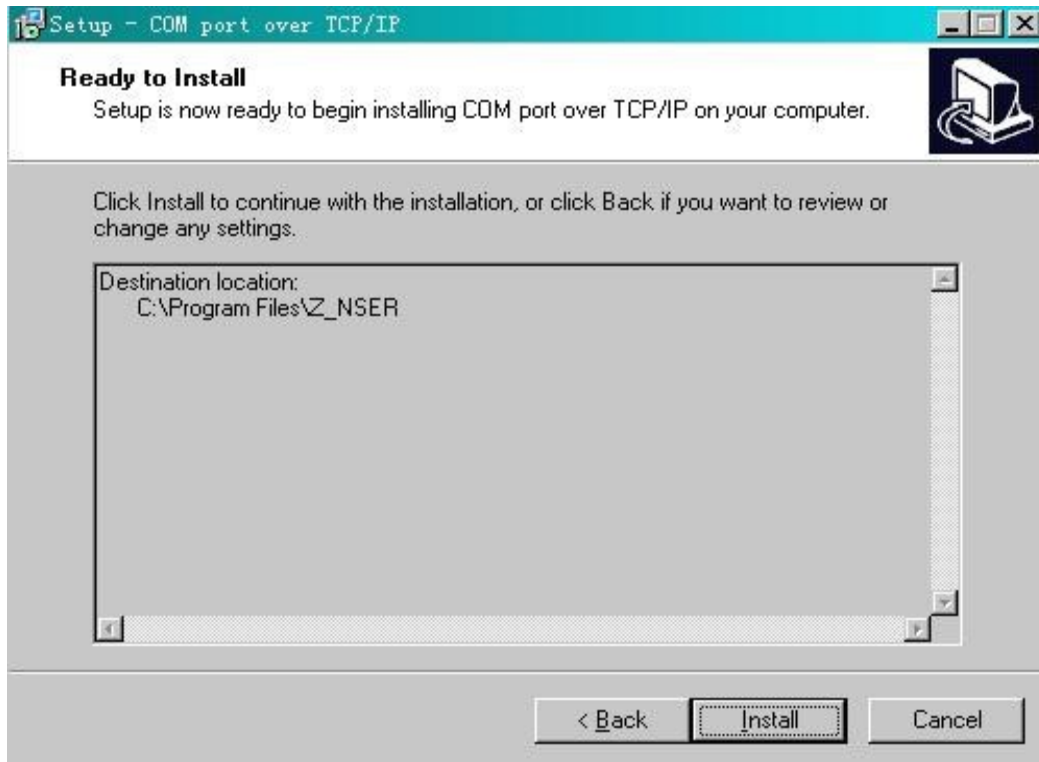 Setup - COM port over TCP/IP
Ready to Install
Setup is now ready to begin installing COM port over TCP/IP on your computer.
Click Install to continue with the installation, or click Back if you want to review or
change any settings.
Destination location:
C:\Program Files\Z_NSER
< Back
Install
Cancel